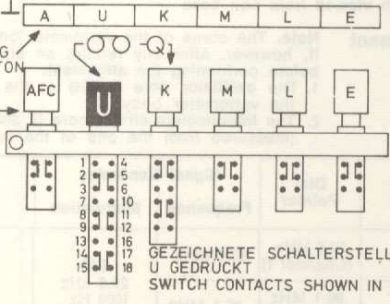 A U K M L E
G
TON
AFC U K M L E
1 4
2 5
3 6
7 10
8 11
9 12
13 16
14 17
15 18
GEZEICHNETE SCHALTERSTELL
U GEDRÜCKT
SWITCH CONTACTS SHOWN IN